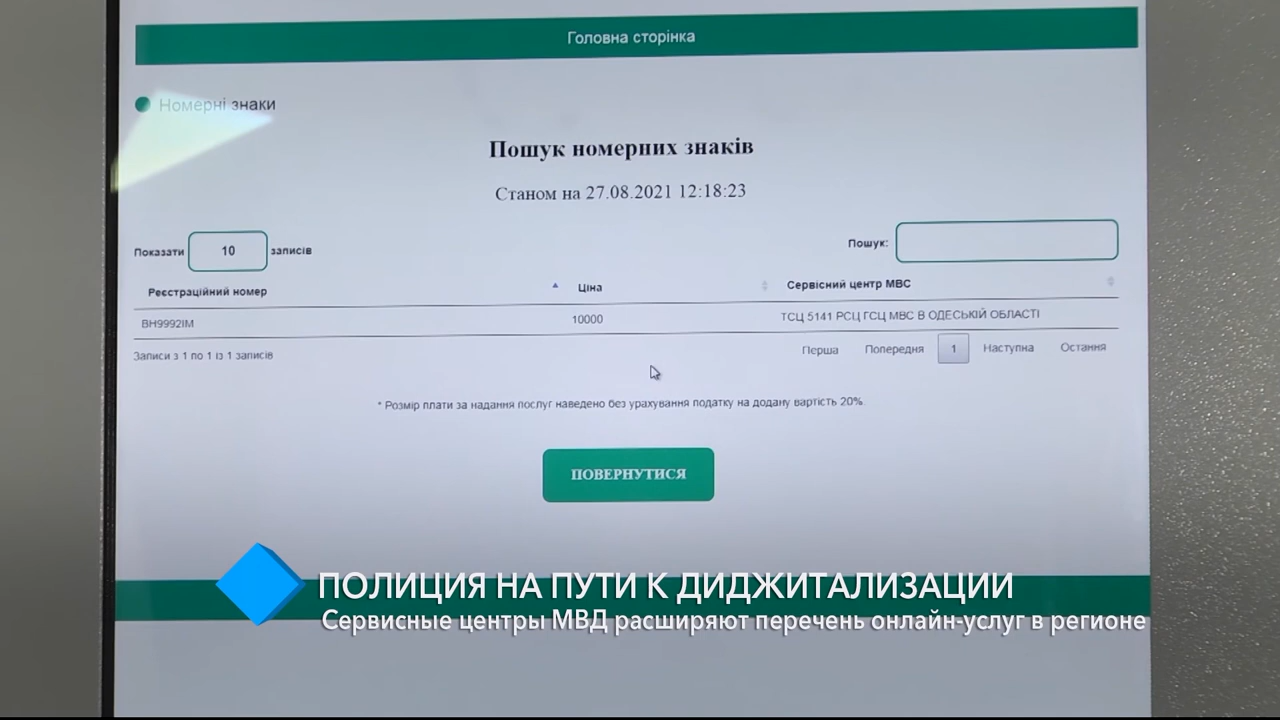 Головна сторінка
Номерні знаки
Пошук номерних знаків
Станом на 27.08.2021 12:18:23
Показати 10 записів
Пошук:
Реєстраційний номер Ціна Сервісний центр МВС
ВН9992ІМ 10000 ТСЦ 5141 РСЦ ГСЦ МВС В ОДЕСЬКІЙ ОБЛАСТІ
Записи з 1 по 1 із 1 записів
Перша Попередня 1 Наступна Остання
* Розмір плати за надання послуг наведено без урахування податку на додану вартість 20%.
ПОВЕРНУТИСЯ
ПОЛИЦИЯ НА ПУТИ К ДИДЖИТАЛИЗАЦИИ
Сервисные центры МВД расширяют перечень онлайн-услуг в регионе